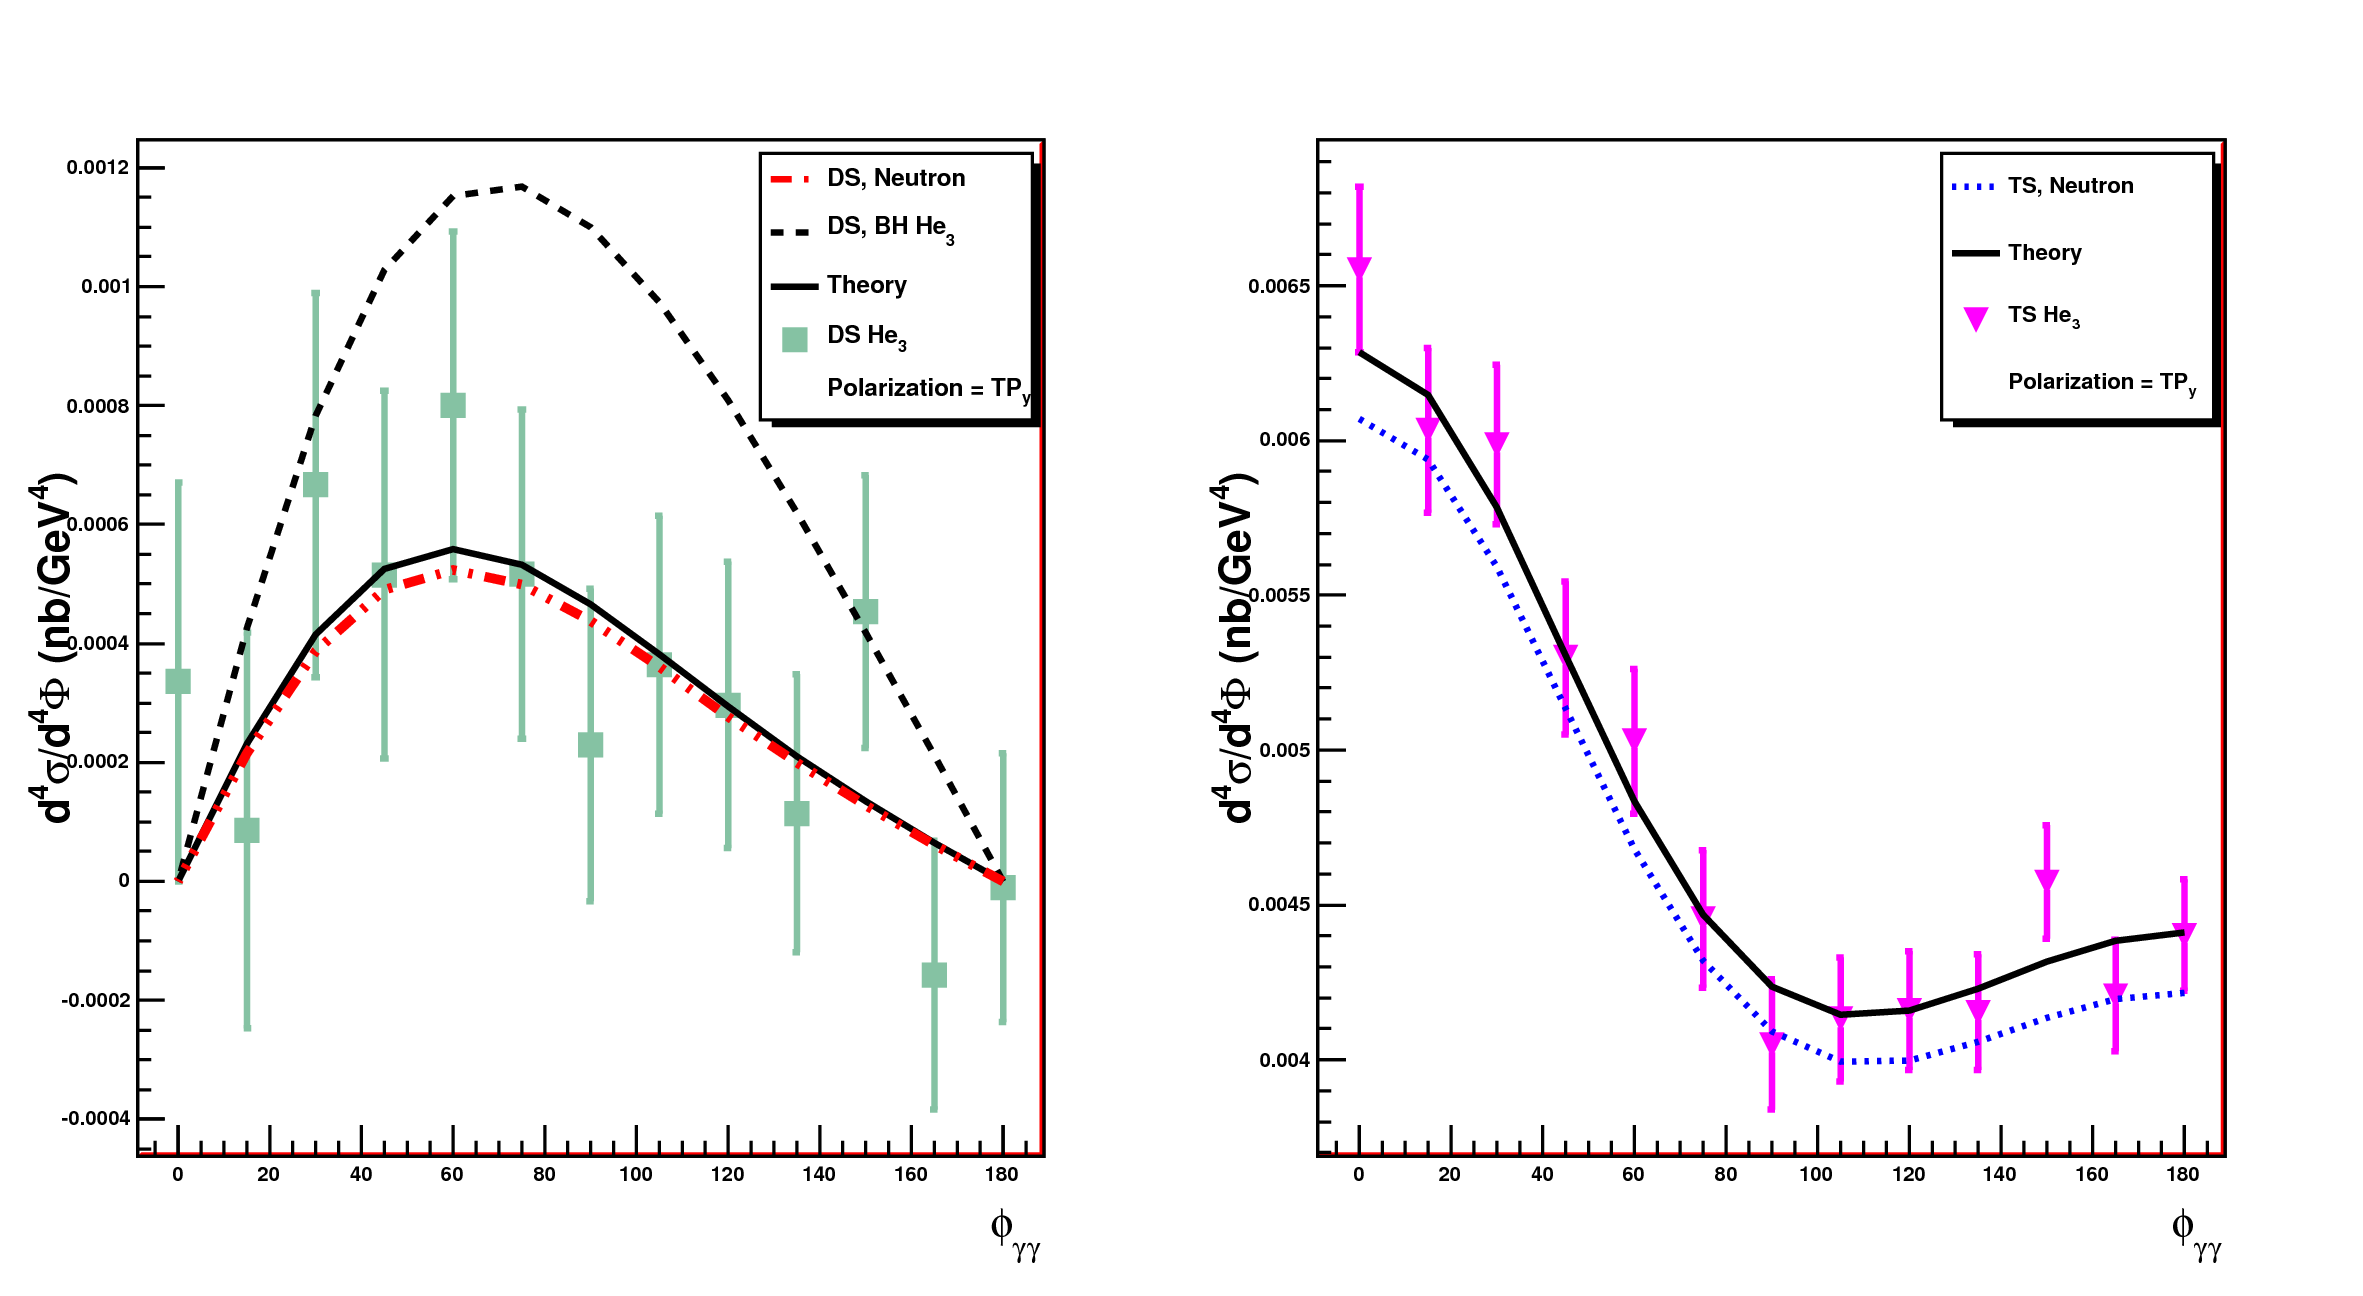 0.0012
0.001
0.0008
0.0006
0.0004
0.0002
0
-0.0002
-0.0004
d⁴σ/d⁴Φ (nb/GeV⁴)
DS, Neutron
DS, BH He₃
Theory
DS He₃
Polarization = TPy
0 20 40 60 80 100 120 140 160 180
ϕγγ
0.0065
0.006
0.0055
0.005
0.0045
0.004
d⁴σ/d⁴Φ (nb/GeV⁴)
TS, Neutron
Theory
TS He₃
Polarization = TPy
0 20 40 60 80 100 120 140 160 180
ϕγγ